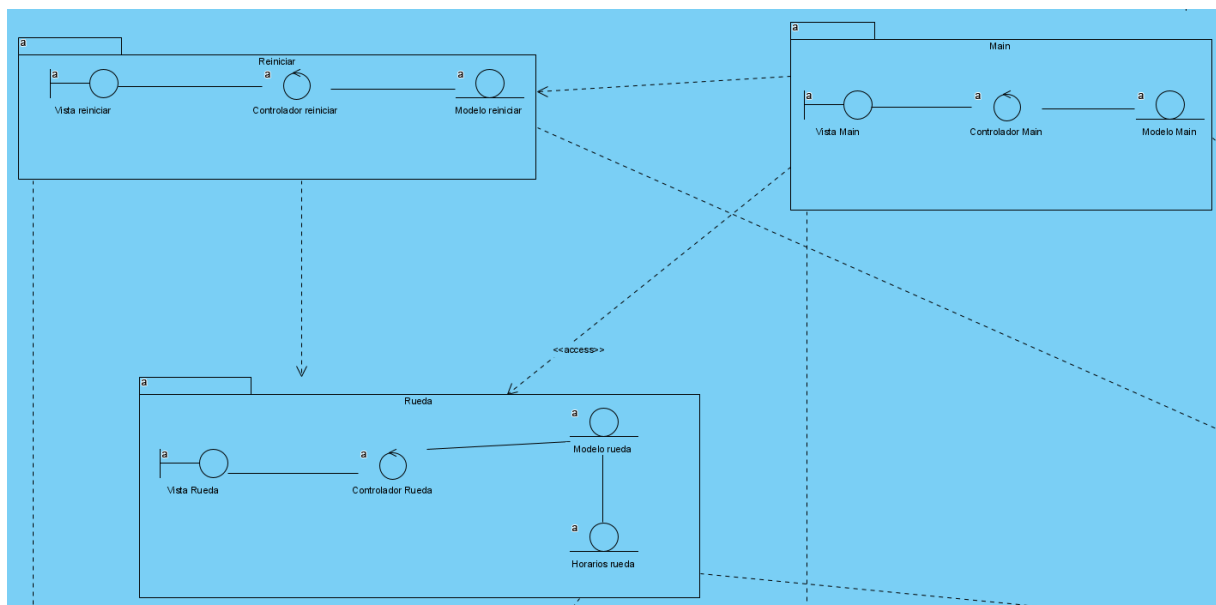 a
Reiniciar
a
a
a
Vista reiniciar
Controlador reiniciar
Modelo reiniciar
a
Main
a
a
a
Vista Main
Controlador Main
Modelo Main
<<access>>
a
Rueda
a
Modelo rueda
a
a
Vista Rueda
Controlador Rueda
a
Horarios rueda